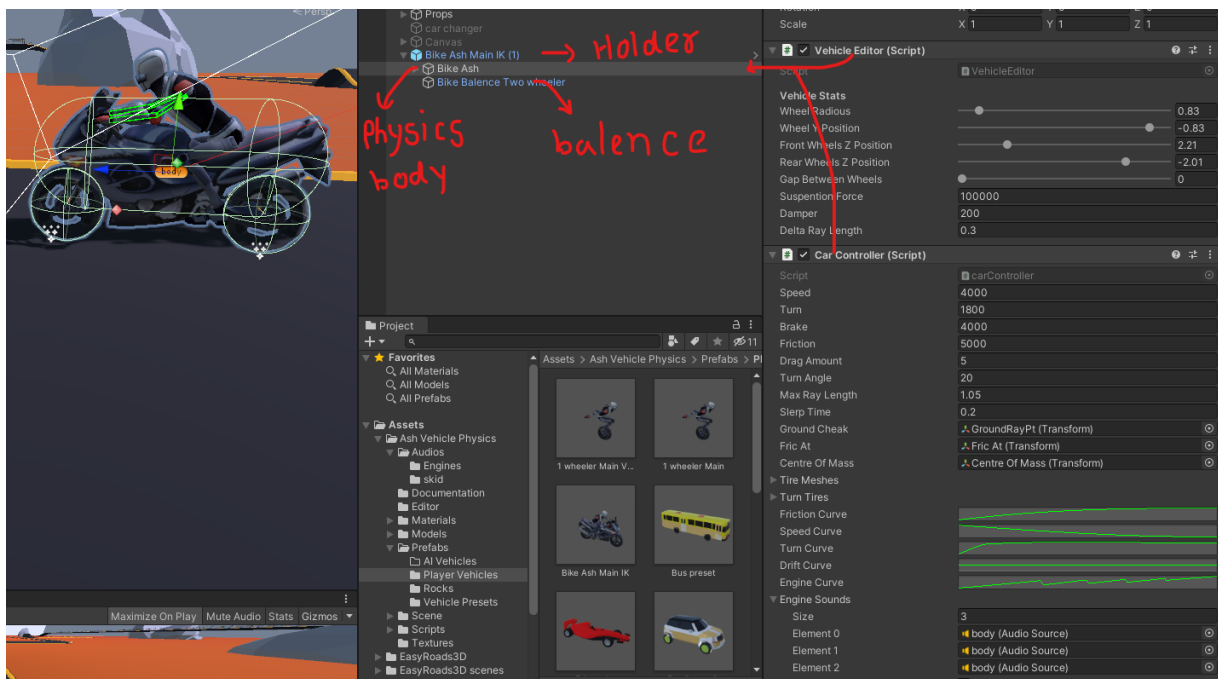 Persp
Props
car changer
Canvas
Bike Ash Main IK (1)
Holder
Bike Ash
Bike Balence Two wheeler
Physics
body
balence
body
Scale X 1 Y 1 Z 1
Vehicle Editor (Script)
Script VehicleEditor
Vehicle Stats
Wheel Radious 0.83
Wheel Y Position -0.83
Front Wheels Z Position 2.21
Rear Wheels Z Position -2.01
Gap Between Wheels 0
Suspention Force 100000
Damper 200
Delta Ray Length 0.3
Car Controller (Script)
Script carController
Speed 4000
Turn 1800
Brake 4000
Friction 5000
Drag Amount 5
Turn Angle 20
Max Ray Length 1.05
Slerp Time 0.2
Ground Cheak GroundRayPt (Transform)
Fric At Fric At (Transform)
Centre Of Mass Centre Of Mass (Transform)
Tire Meshes
Turn Tires
Friction Curve
Speed Curve
Turn Curve
Drift Curve
Engine Curve
Engine Sounds
Size 3
Element 0 body (Audio Source)
Element 1 body (Audio Source)
Element 2 body (Audio Source)
Project
11
Favorites
All Materials
All Models
All Prefabs
Assets
Ash Vehicle Physics
Audios
Engines
skid
Documentation
Editor
Materials
Models
Prefabs
AI Vehicles
Player Vehicles
Rocks
Vehicle Presets
Scene
Scripts
Textures
EasyRoads3D
EasyRoads3D scenes
Assets > Ash Vehicle Physics > Prefabs > Pl
1 wheeler Main V...
1 wheeler Main
Bike Ash Main IK
Bus preset
Maximize On Play Mute Audio Stats Gizmos